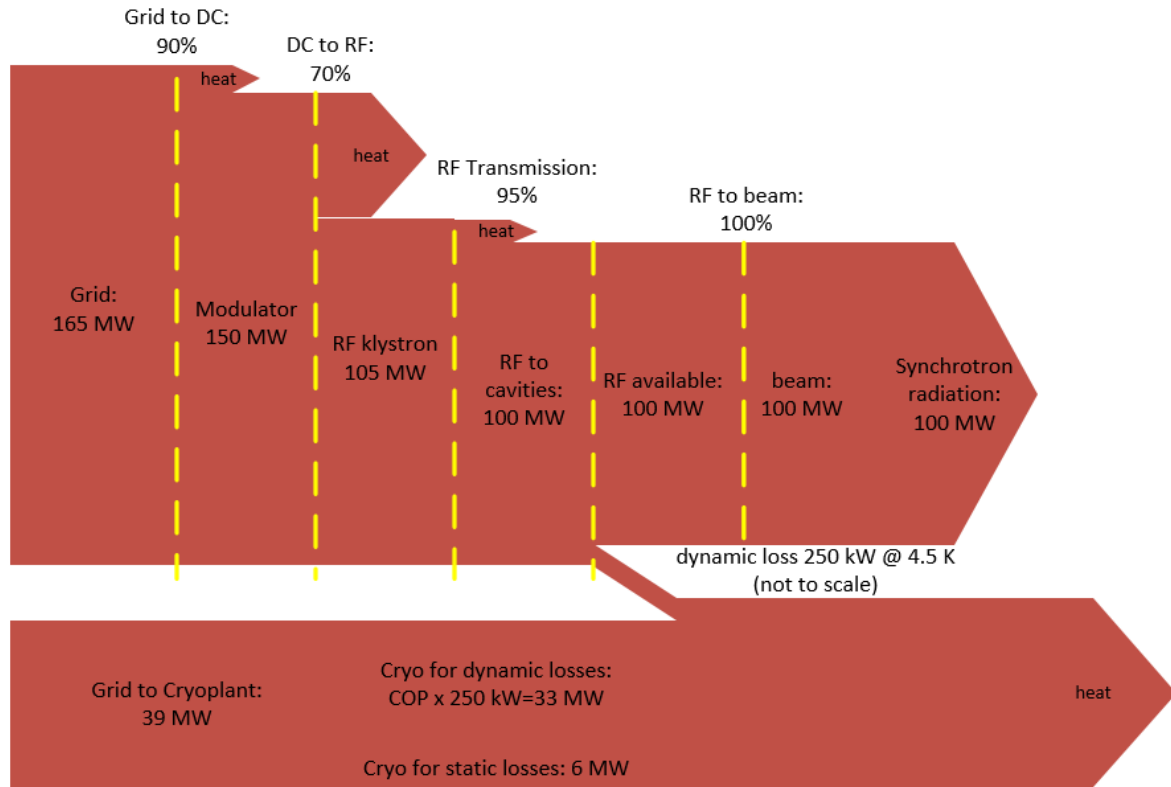 Grid to DC:
90%
heat
DC to RF:
70%
heat
RF Transmission:
95%
heat
RF to beam:
100%
Grid:
165 MW
Modulator
150 MW
RF klystron
105 MW
RF to
cavities:
100 MW
RF available:
100 MW
beam:
100 MW
Synchrotron
radiation:
100 MW
dynamic loss 250 kW @ 4.5 K
(not to scale)
Grid to Cryoplant:
39 MW
Cryo for dynamic losses:
COP x 250 kW=33 MW
heat
Cryo for static losses: 6 MW